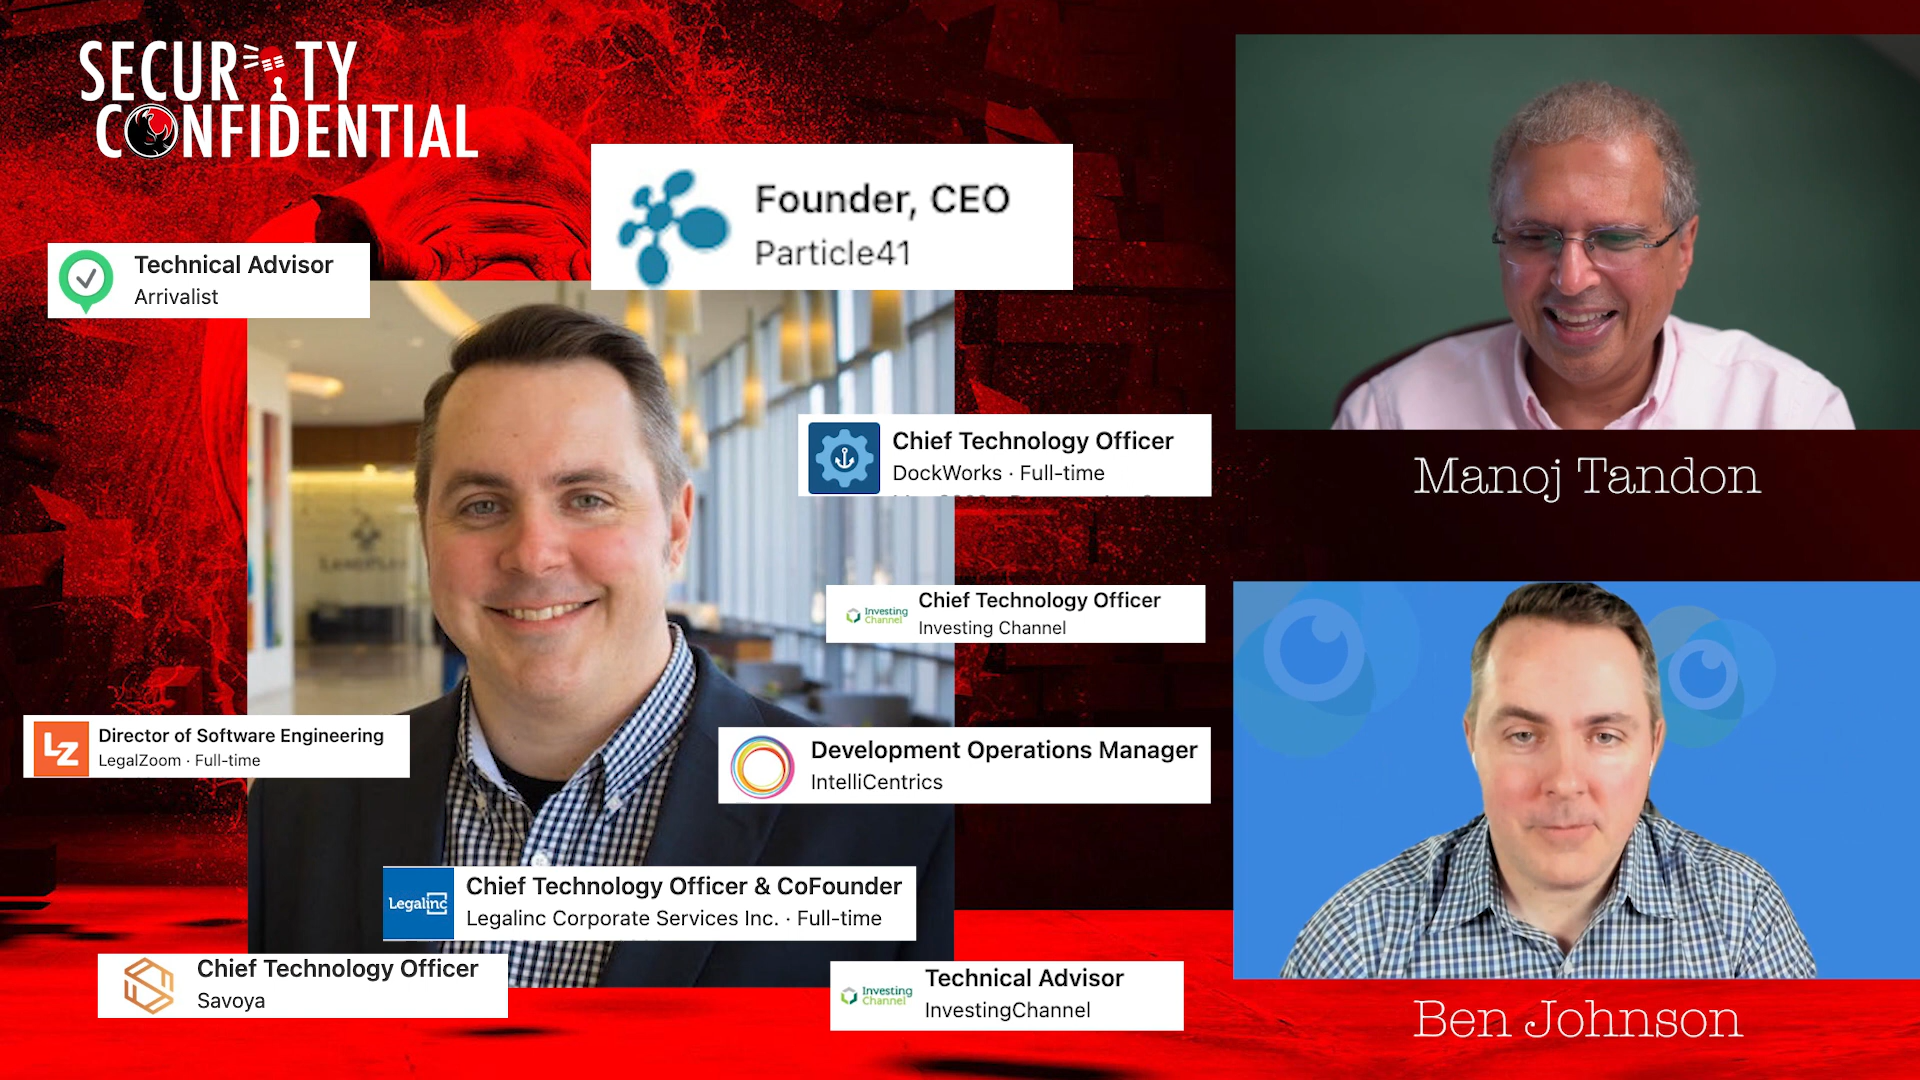 SECURITY
CONFIDENTIAL
Founder, CEO
Particle41
Technical Advisor
Arrivalist
Chief Technology Officer
DockWorks · Full-time
Investing
Channel
Chief Technology Officer
Investing Channel
LZ
Director of Software Engineering
LegalZoom · Full-time
Development Operations Manager
IntelliCentrics
Legalinc
Chief Technology Officer & CoFounder
Legalinc Corporate Services Inc. · Full-time
Chief Technology Officer
Savoya
Investing
Channel
Technical Advisor
InvestingChannel
Manoj Tandon
Ben Johnson